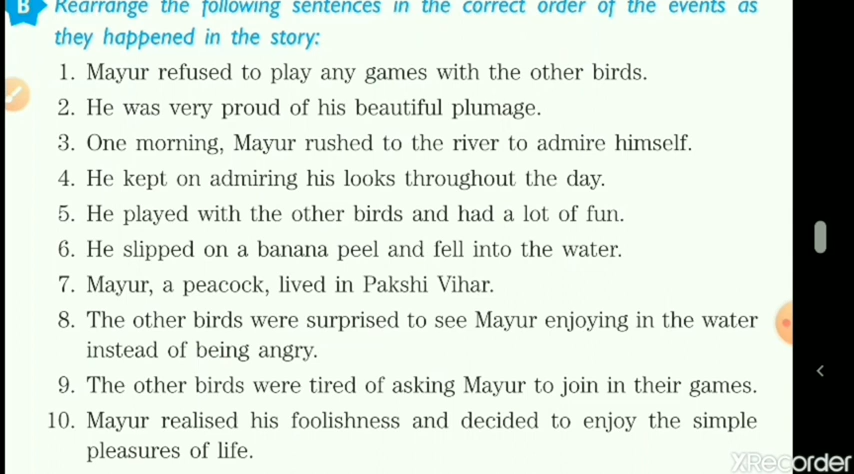 B Rearrange the following sentences in the correct order of the events as
they happened in the story:
1. Mayur refused to play any games with the other birds.
2. He was very proud of his beautiful plumage.
3. One morning, Mayur rushed to the river to admire himself.
4. He kept on admiring his looks throughout the day.
5. He played with the other birds and had a lot of fun.
6. He slipped on a banana peel and fell into the water.
7. Mayur, a peacock, lived in Pakshi Vihar.
8. The other birds were surprised to see Mayur enjoying in the water
instead of being angry.
9. The other birds were tired of asking Mayur to join in their games.
10. Mayur realised his foolishness and decided to enjoy the simple
pleasures of life.
XRecorder